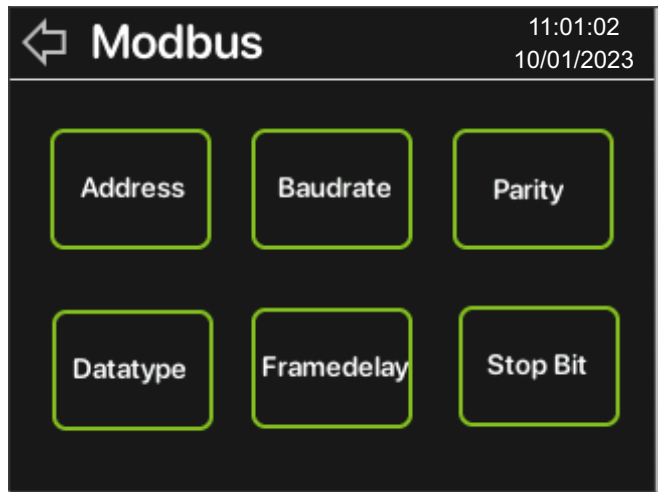 Modbus
11:01:02
10/01/2023
Address
Baudrate
Parity
Datatype
Framedelay
Stop Bit